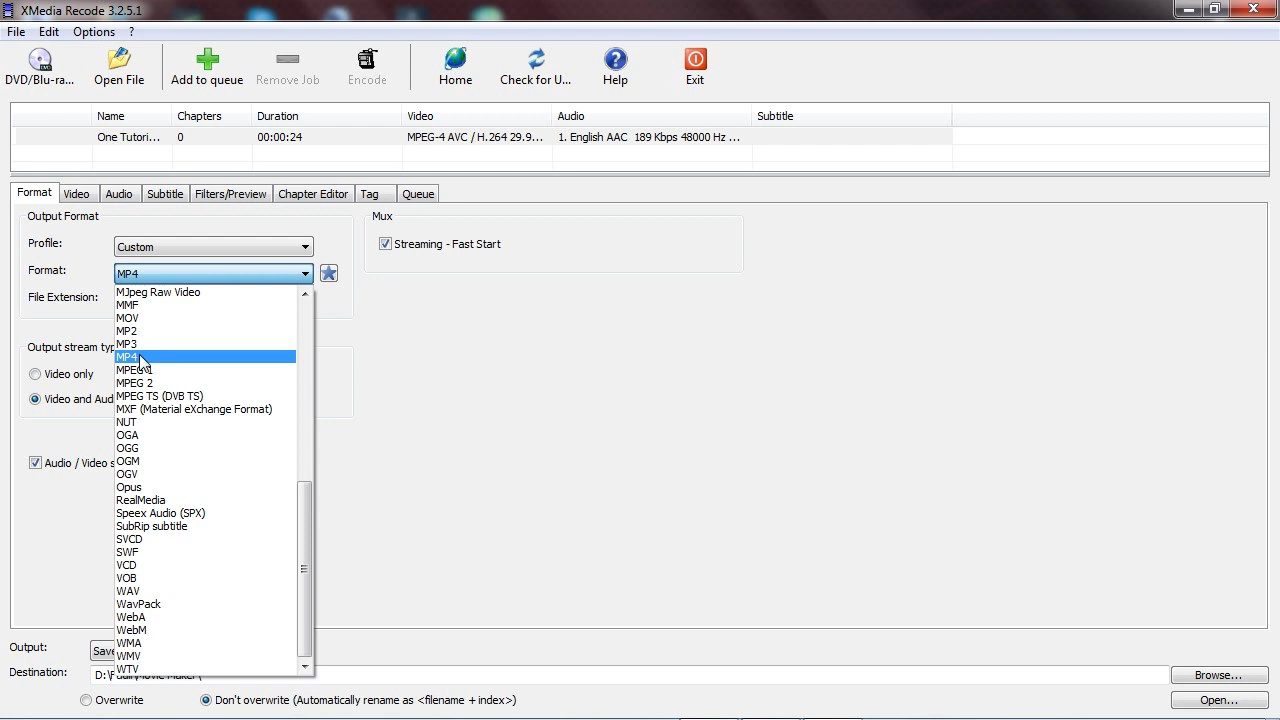 XMedia Recode 3.2.5.1
File Edit Options ?
DVD/Blu-ra... Open File Add to queue Remove Job Encode Home Check for U... Help Exit
Name Chapters Duration Video Audio Subtitle
One Tutori... 0 00:00:24 MPEG-4 AVC / H.264 29.9... 1. English AAC 189 Kbps 48000 Hz ...
Format Video Audio Subtitle Filters/Preview Chapter Editor Tag Queue
Output Format
Mux
Profile: Custom
Streaming - Fast Start
Format: MP4
File Extension:
Output stream typ
Video only
Video and Aud
Audio / Video s
MJpeg Raw Video
MMF
MOV
MP2
MP3
MP4
MPEG 1
MPEG 2
MPEG TS (DVB TS)
MXF (Material eXchange Format)
NUT
OGA
OGG
OGM
OGV
Opus
RealMedia
Speex Audio (SPX)
SubRip subtitle
SVCD
SWF
VCD
VOB
WAV
WavPack
WebA
WebM
WMA
WMV
WTV
Output: Save
Destination: Browse...
Overwrite Don't overwrite (Automatically rename as <filename + index>) Open...